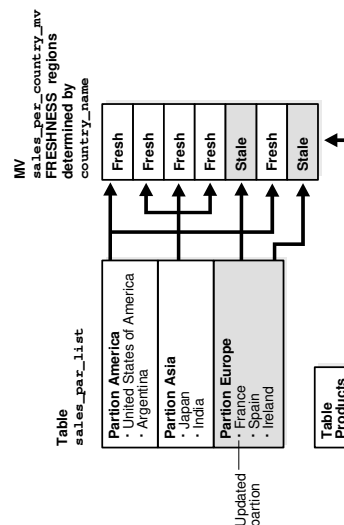 MV
sales_per_country_mv
FRESHNESS regions
determined by
country_name
Fresh
Fresh
Fresh
Fresh
Stale
Fresh
Stale
Table
sales_par_list
Partion America
· United States of America
· Argentina
Partion Asia
· Japan
· India
Partion Europe
· France
· Spain
· Ireland
Updated
partion
Table
Products